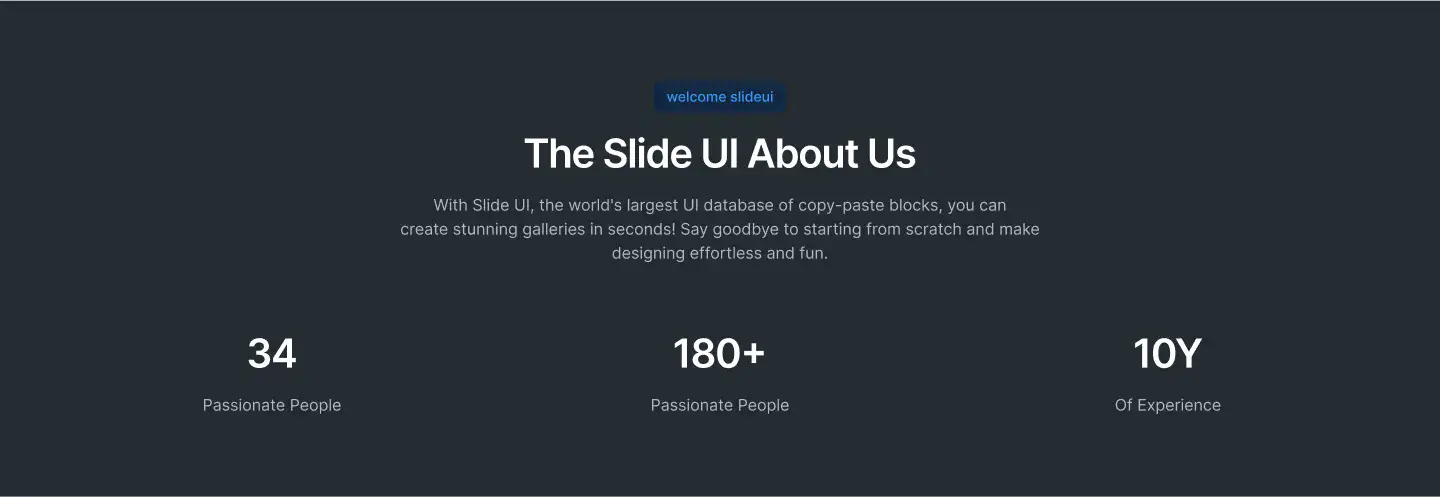 welcome slideui
The Slide UI About Us
With Slide UI, the world's largest UI database of copy-paste blocks, you can
create stunning galleries in seconds! Say goodbye to starting from scratch and make
designing effortless and fun.
34
180+
10Y
Passionate People
Passionate People
Of Experience